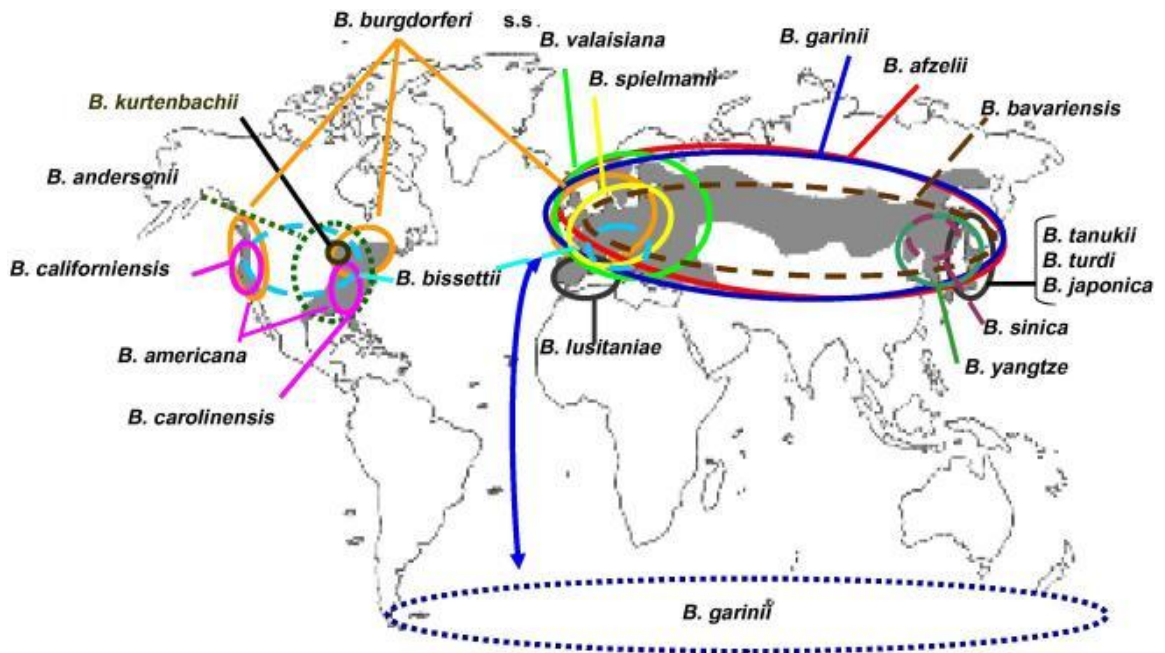 B. burgdorferi s.s.
B. valaisiana
B. garinii
B. spielmanii
B. afzelii
B. kurtenbachii
B. bavariensis
B. andersonii
B. californiensis
B. bissettii
B. tanukii
B. turdi
B. japonica
B. sinica
B. americana
B. lusitaniae
B. yangtze
B. carolinensis
B. garinii